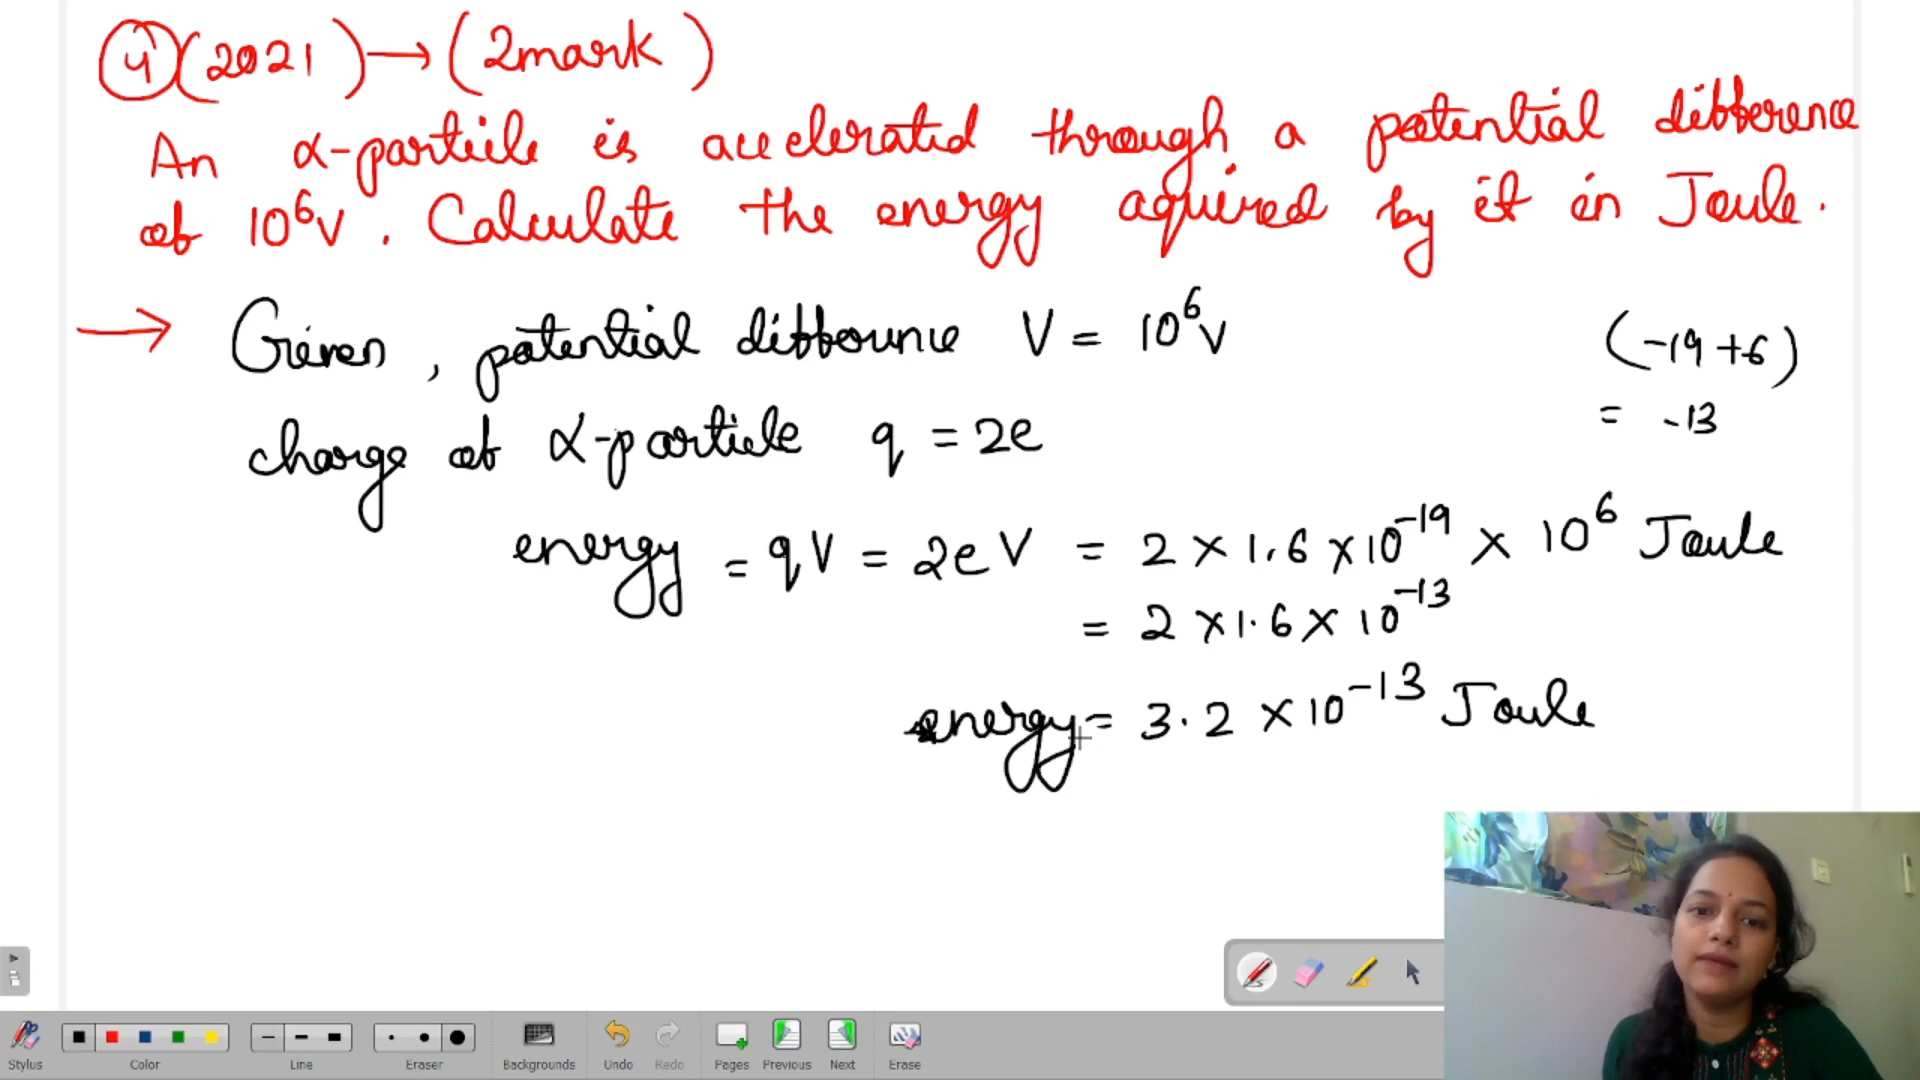 4 (2021) → (2mark)
An α-particle is accelerated through a potential difference
of 10⁶V. Calculate the energy aquired by it in Joule.
→ Given, potential difference V = 10⁶V
(-19+6)
= -13
charge of α-particle q = 2e
energy = qV = 2eV = 2 × 1.6 × 10⁻¹⁹ × 10⁶ Joule
= 2 × 1.6 × 10⁻¹³
energy = 3.2 × 10⁻¹³ Joule
Stylus Color Line Eraser Backgrounds Undo Redo Pages Previous Next Erase